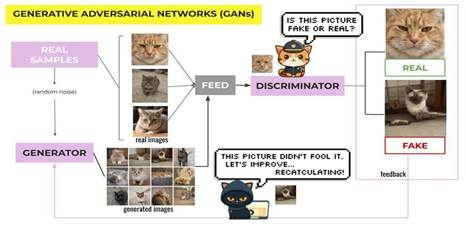 GENERATIVE ADVERSARIAL NETWORKS (GANs)
REAL
SAMPLES
(random noise)
GENERATOR
real images
generated images
FEED
DISCRIMINATOR
IS THIS PICTURE
FAKE OR REAL?
THIS PICTURE DIDN'T FOOL IT.
LET'S IMPROVE...
RECATCULATING!
REAL
FAKE
feedback